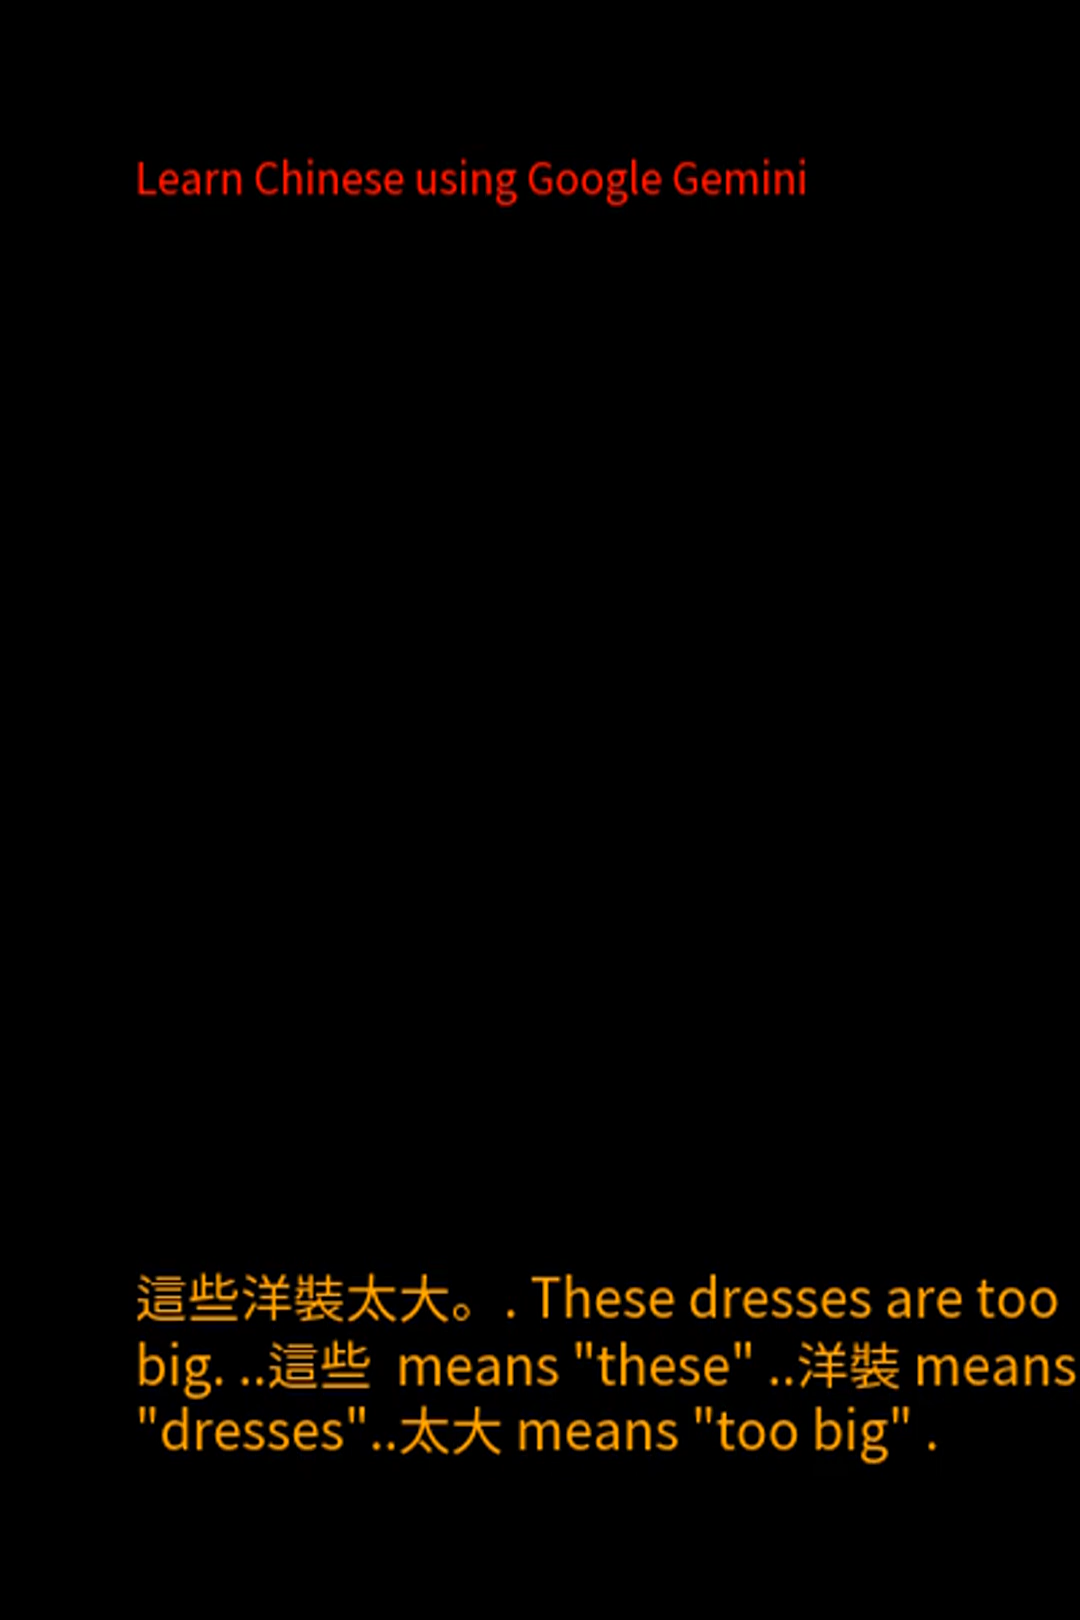 Learn Chinese using Google Gemini
這些洋裝太大。. These dresses are too
big. ..這些  means "these" ..洋裝 means
"dresses"..太大 means "too big" .